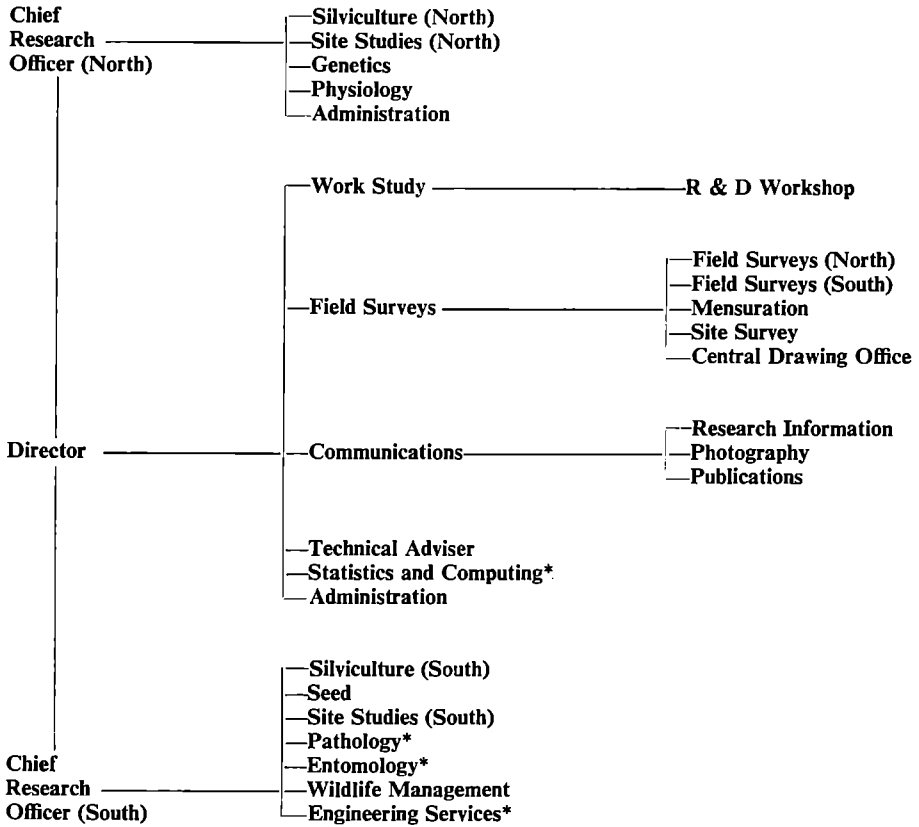 Chief
Research
Officer (North)
Silviculture (North)
Site Studies (North)
Genetics
Physiology
Administration
Work Study
R & D Workshop
Field Surveys
Field Surveys (North)
Field Surveys (South)
Mensuration
Site Survey
Central Drawing Office
Director
Communications
Research Information
Photography
Publications
Technical Adviser
Statistics and Computing*
Administration
Chief
Research
Officer (South)
Silviculture (South)
Seed
Site Studies (South)
Pathology*
Entomology*
Wildlife Management
Engineering Services*